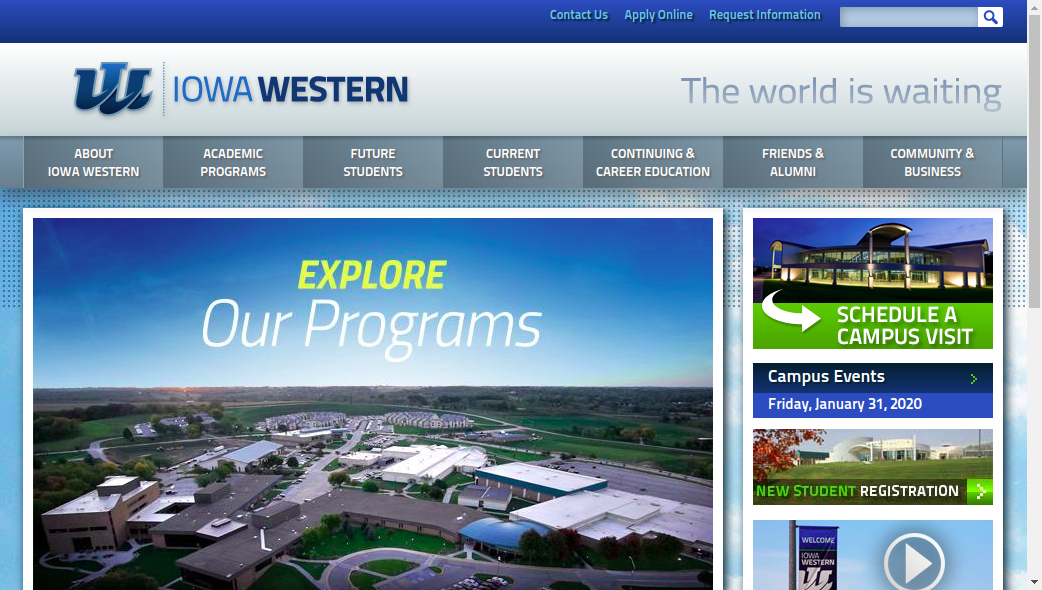 Contact Us
Apply Online
Request Information
IOWA WESTERN
The world is waiting
ABOUT
IOWA WESTERN
ACADEMIC
PROGRAMS
FUTURE
STUDENTS
CURRENT
STUDENTS
CONTINUING &
CAREER EDUCATION
FRIENDS &
ALUMNI
COMMUNITY &
BUSINESS
EXPLORE
Our Programs
SCHEDULE A
CAMPUS VISIT
Campus Events
Friday, January 31, 2020
NEW STUDENT REGISTRATION
WELCOME
IOWA
WESTERN